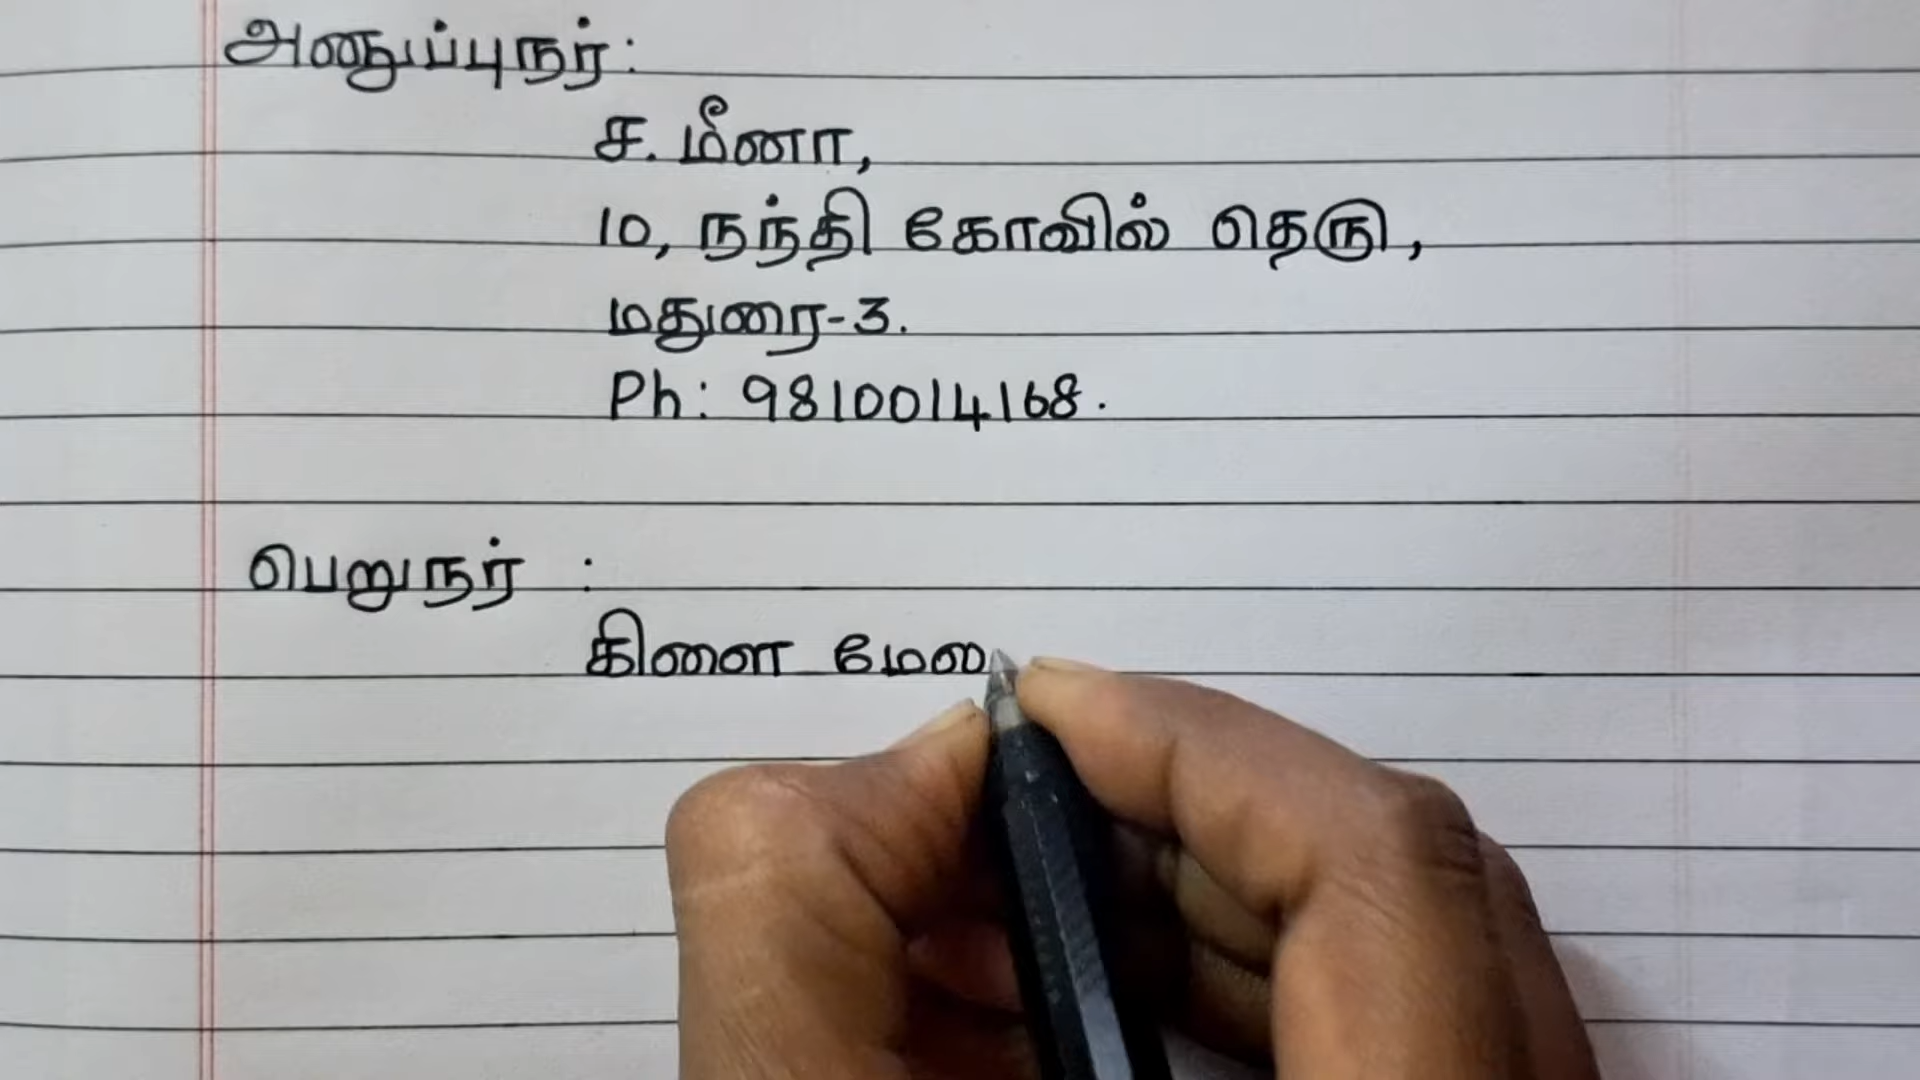 அனுப்புநர் :
ச. மீனா,
10, நந்தி கோவில் தெரு,
மதுரை-3.
Ph: 9810014168.
பெறுநர் :
கிளை மேல